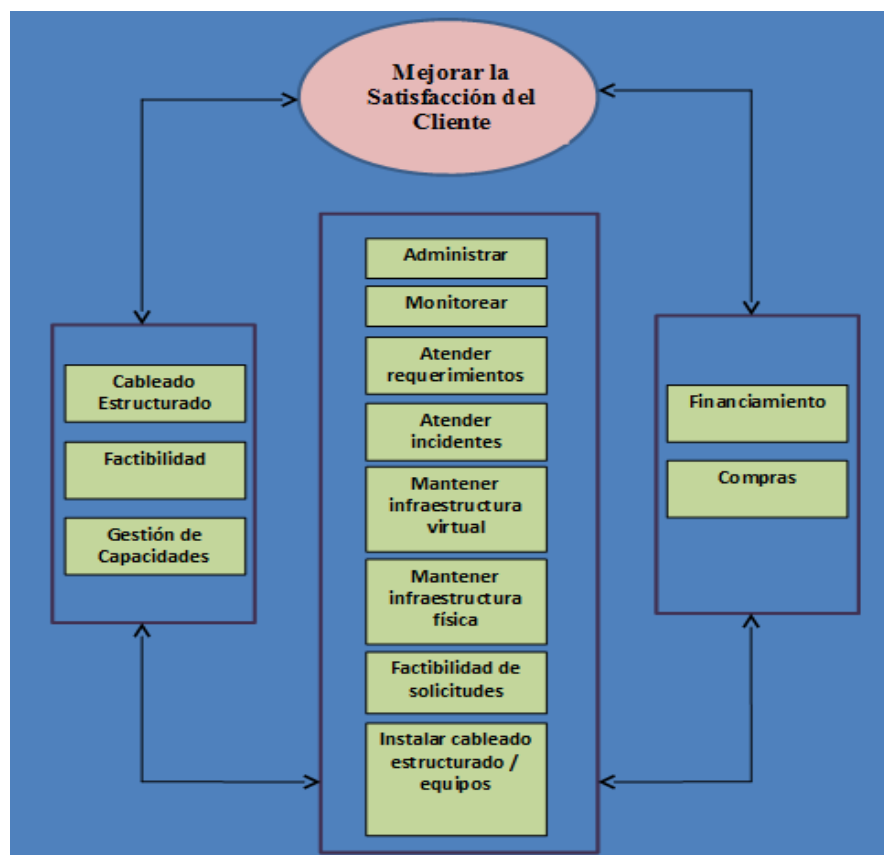 Mejorar la
Satisfacción del
Cliente
Cableado
Estructurado
Factibilidad
Gestión de
Capacidades
Administrar
Monitorear
Atender
requerimientos
Atender
incidentes
Mantener
infraestructura
virtual
Mantener
infraestructura
física
Factibilidad de
solicitudes
Instalar cableado
estructurado /
equipos
Financiamiento
Compras